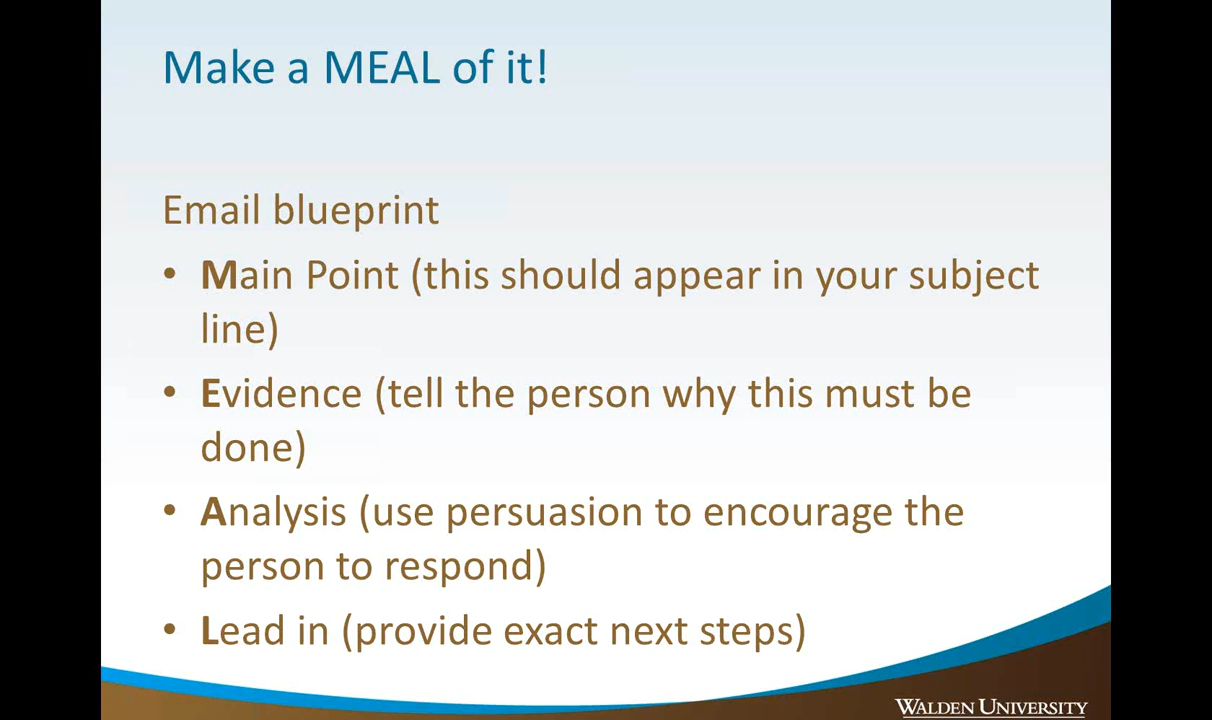 Make a MEAL of it!
Email blueprint
• Main Point (this should appear in your subject
line)
• Evidence (tell the person why this must be
done)
• Analysis (use persuasion to encourage the
person to respond)
• Lead in (provide exact next steps)
WALDEN UNIVERSITY